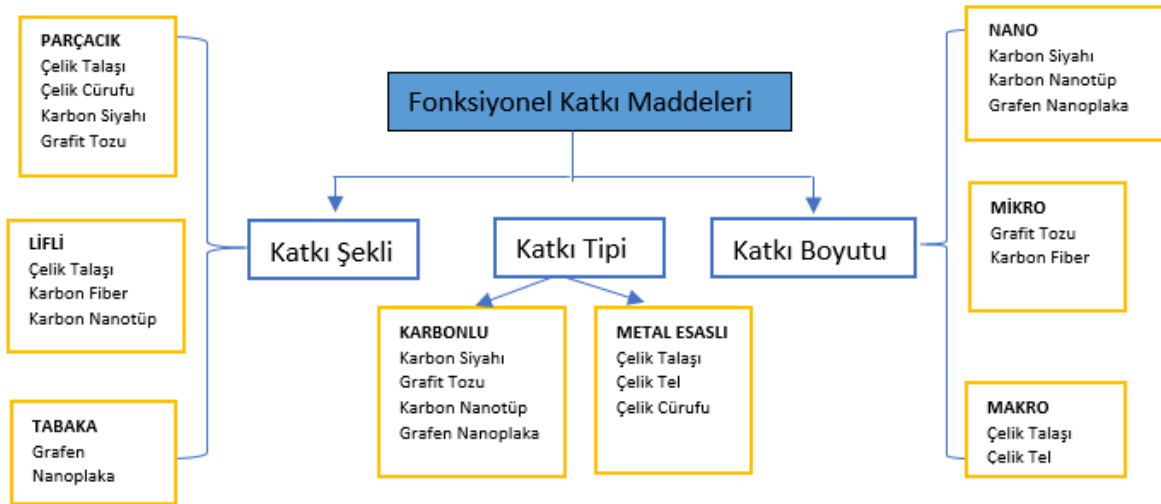 Fonksiyonel Katkı Maddeleri
Katkı Şekli
PARÇACIK
Çelik Talaşı
Çelik Cürufu
Karbon Siyahı
Grafit Tozu
LİFLİ
Çelik Talaşı
Karbon Fiber
Karbon Nanotüp
TABAKA
Grafen
Nanoplaka
Katkı Tipi
KARBONLU
Karbon Siyahı
Grafit Tozu
Karbon Nanotüp
Grafen Nanoplaka
METAL ESASLI
Çelik Talaşı
Çelik Tel
Çelik Cürufu
Katkı Boyutu
NANO
Karbon Siyahı
Karbon Nanotüp
Grafen Nanoplaka
MİKRO
Grafit Tozu
Karbon Fiber
MAKRO
Çelik Talaşı
Çelik Tel